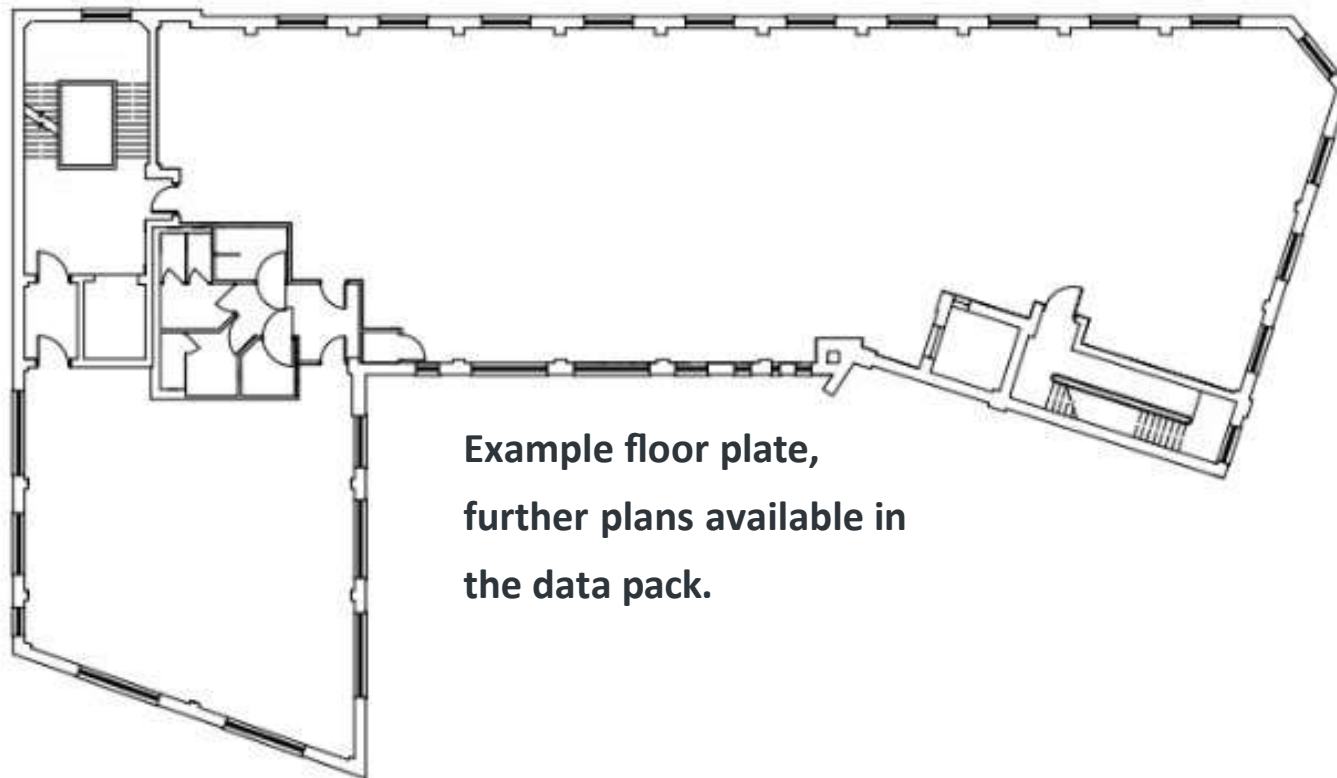 Example floor plate,
further plans available in
the data pack.